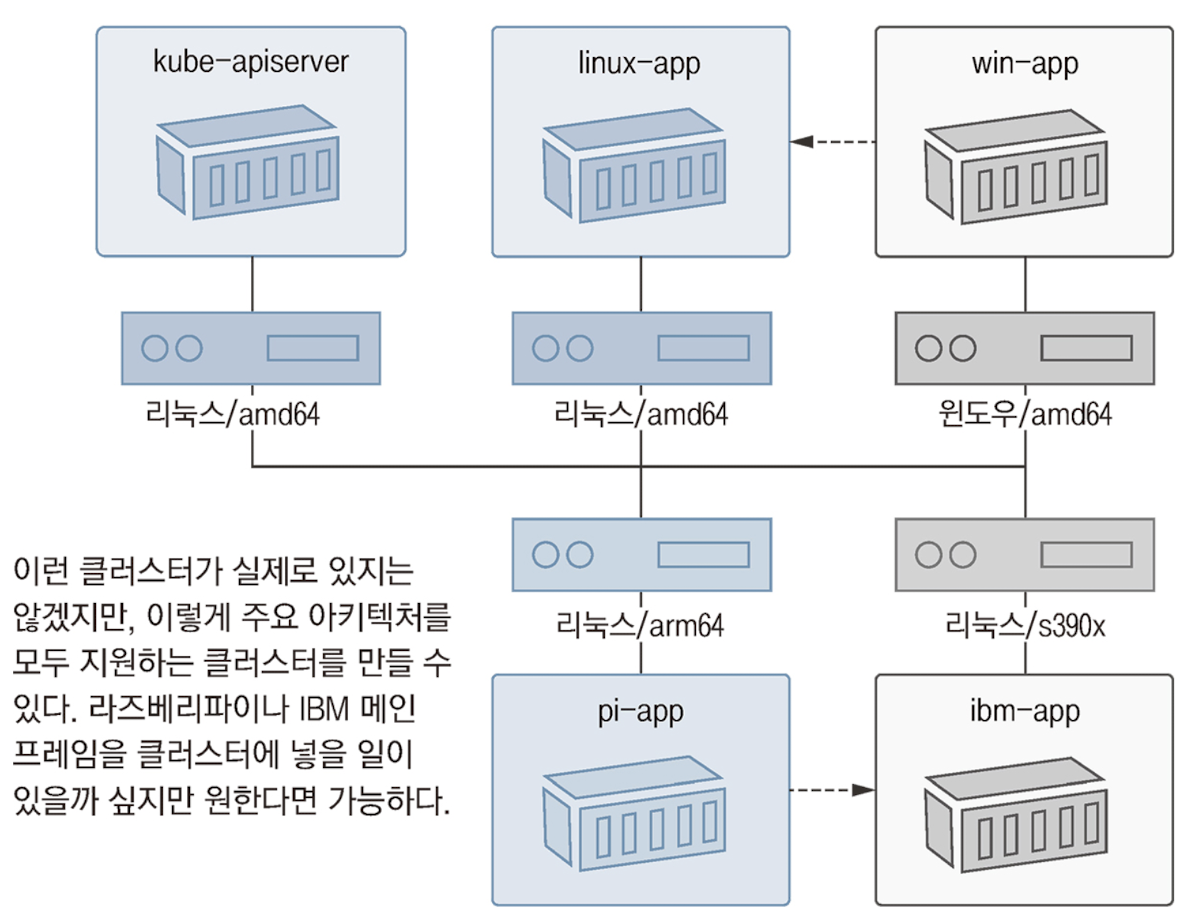 kube-apiserver
linux-app
win-app
리눅스/amd64
리눅스/amd64
윈도우/amd64
이런 클러스터가 실제로 있지는
않겠지만, 이렇게 주요 아키텍처를
모두 지원하는 클러스터를 만들 수
있다. 라즈베리파이나 IBM 메인
프레임을 클러스터에 넣을 일이
있을까 싶지만 원한다면 가능하다.
리눅스/arm64
리눅스/s390x
pi-app
ibm-app